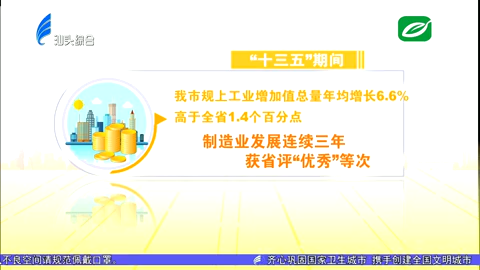 汕头综合
“十三五”期间
我市规上工业增加值总量年均增长6.6%
高于全省1.4个百分点
制造业发展连续三年
获省评“优秀”等次
不良空间请规范佩戴口罩。
齐心巩固国家卫生城市 携手创建全国文明城市